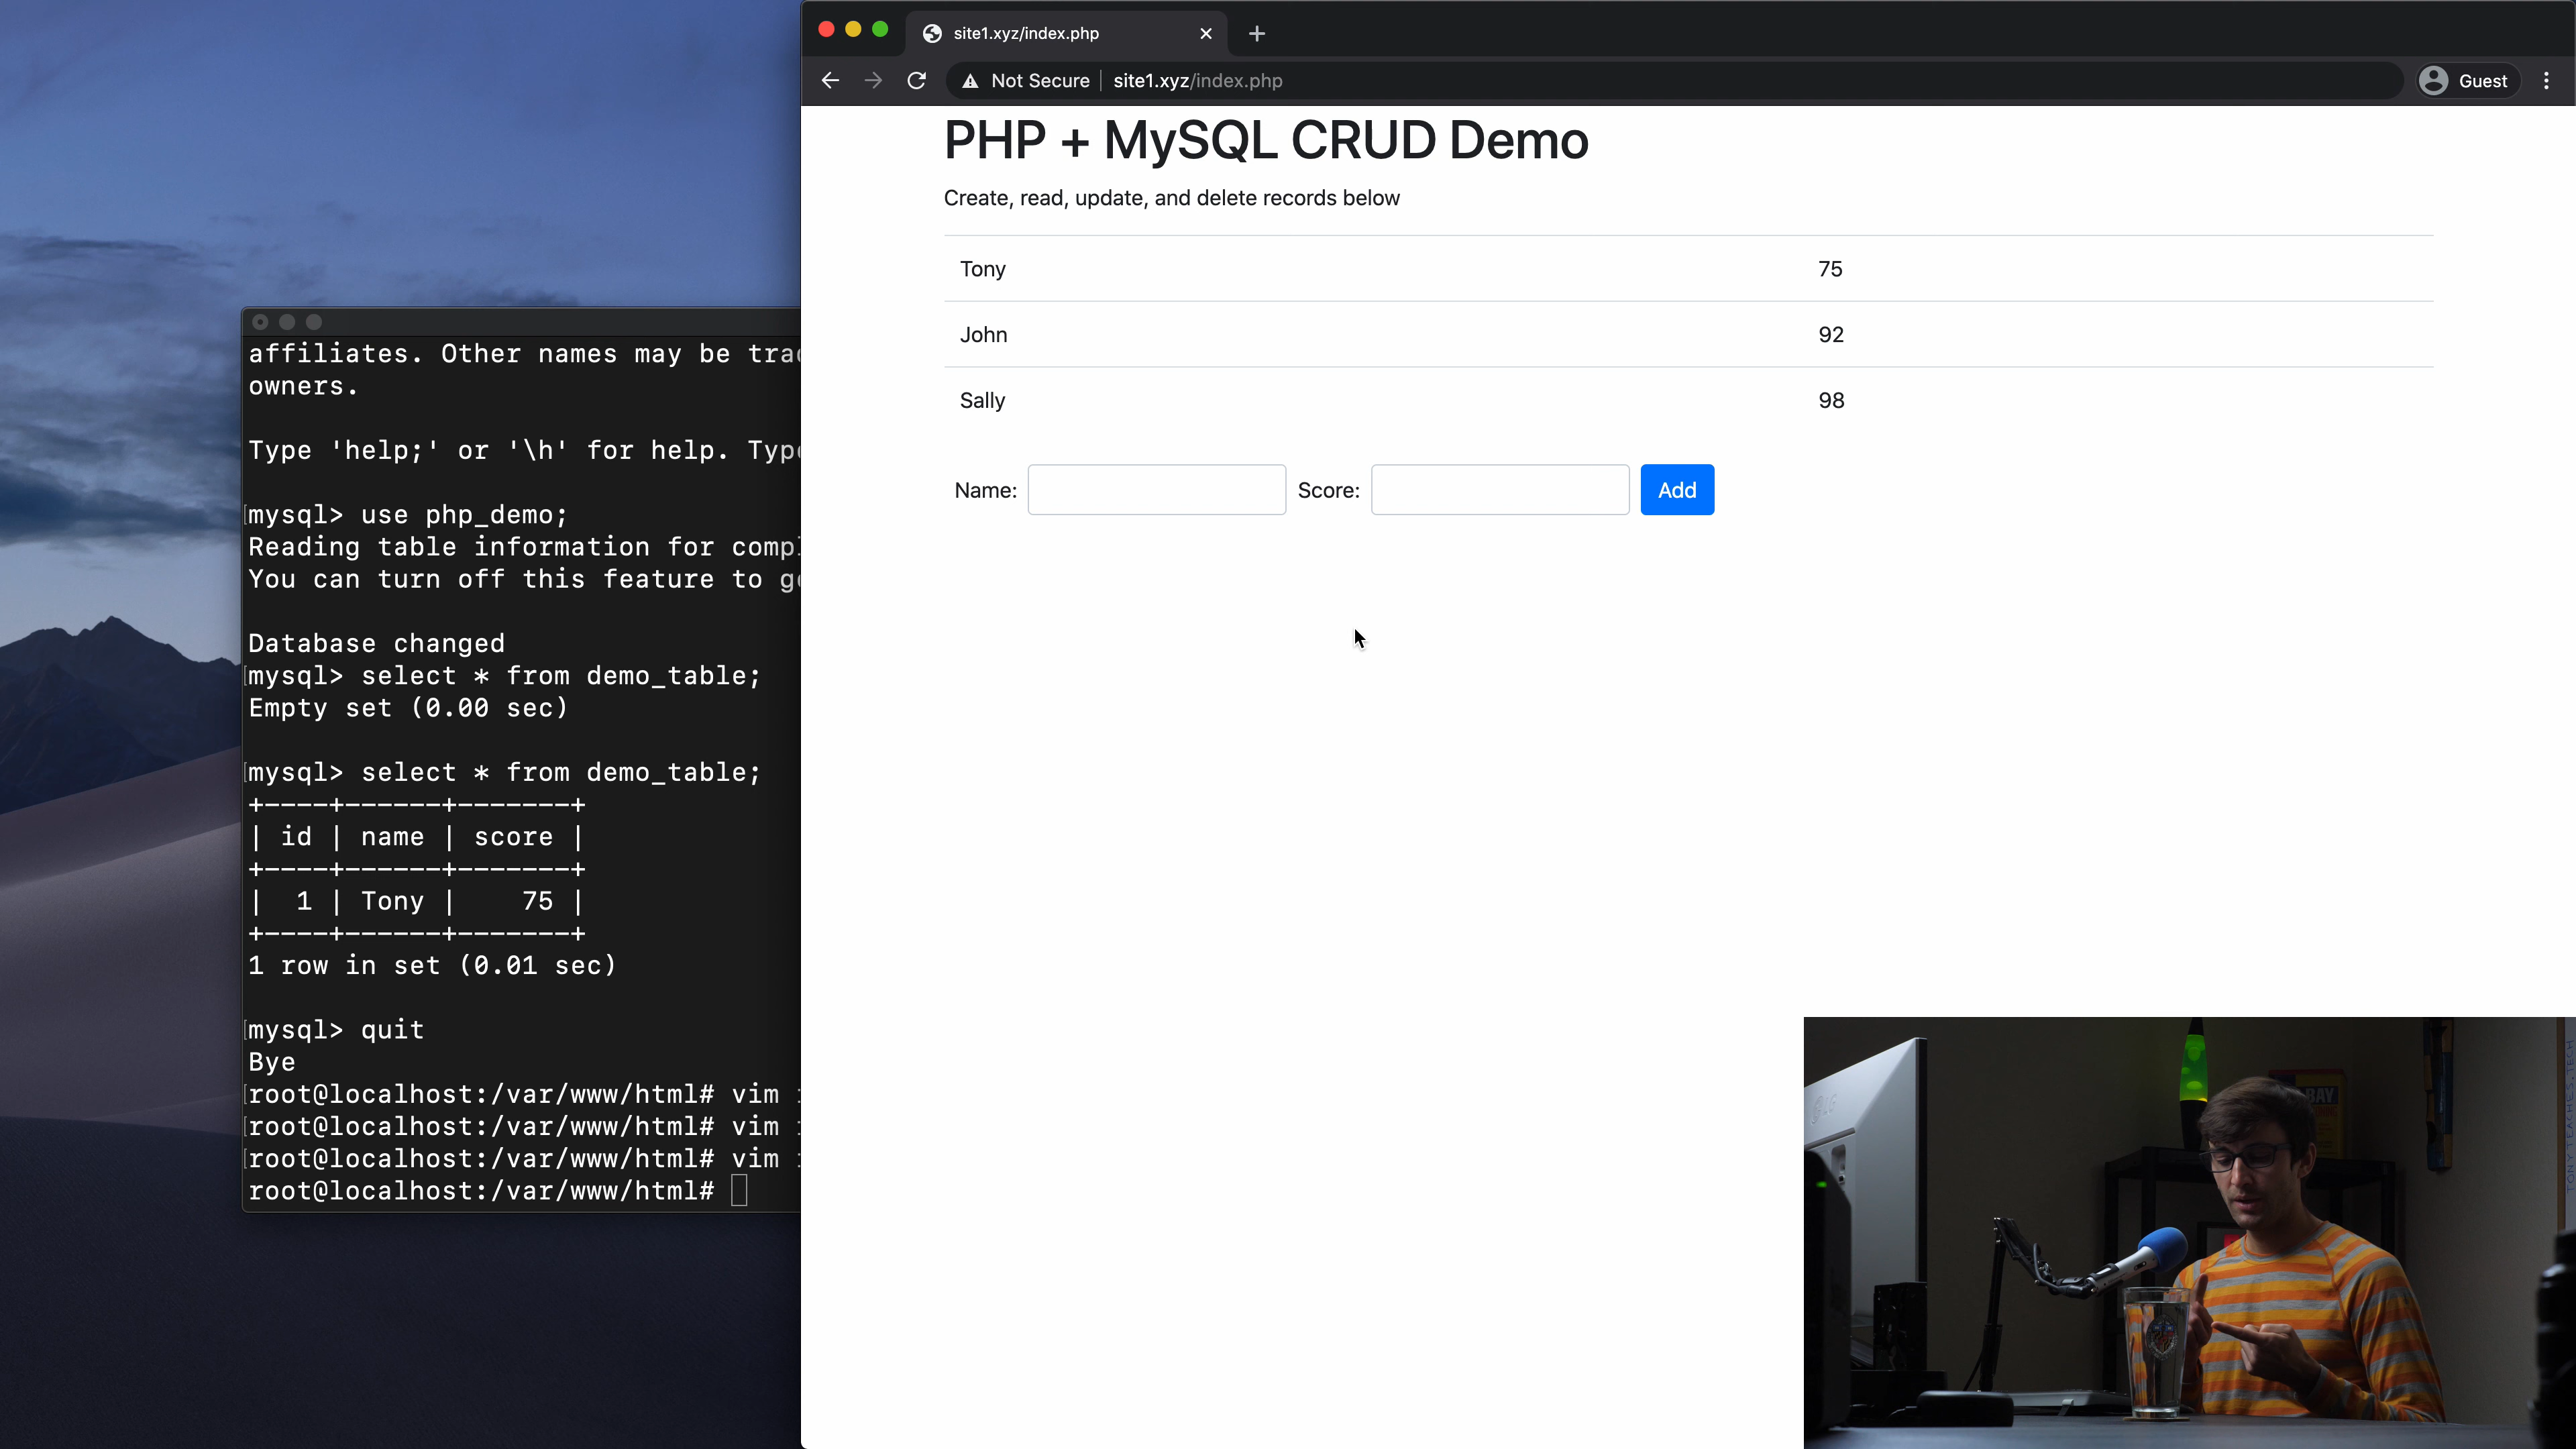 site1.xyz/index.php
Not Secure | site1.xyz/index.php
Guest
PHP + MySQL CRUD Demo
Create, read, update, and delete records below
Tony 75
John 92
Sally 98
Name: Score: Add
affiliates. Other names may be
owners.
Type 'help;' or '\h' for help.
mysql> use php_demo;
Reading table information for
You can turn off this feature to
Database changed
mysql> select * from demo_table;
Empty set (0.00 sec)
mysql> select * from demo_table;
+----+------+-------+
| id | name | score |
+----+------+-------+
| 1 | Tony | 75 |
+----+------+-------+
1 row in set (0.01 sec)
mysql> quit
Bye
root@localhost:/var/www/html# vim
root@localhost:/var/www/html# vim
root@localhost:/var/www/html# vim
root@localhost:/var/www/html#
LG
BAY
TONYTEACHES.TECH